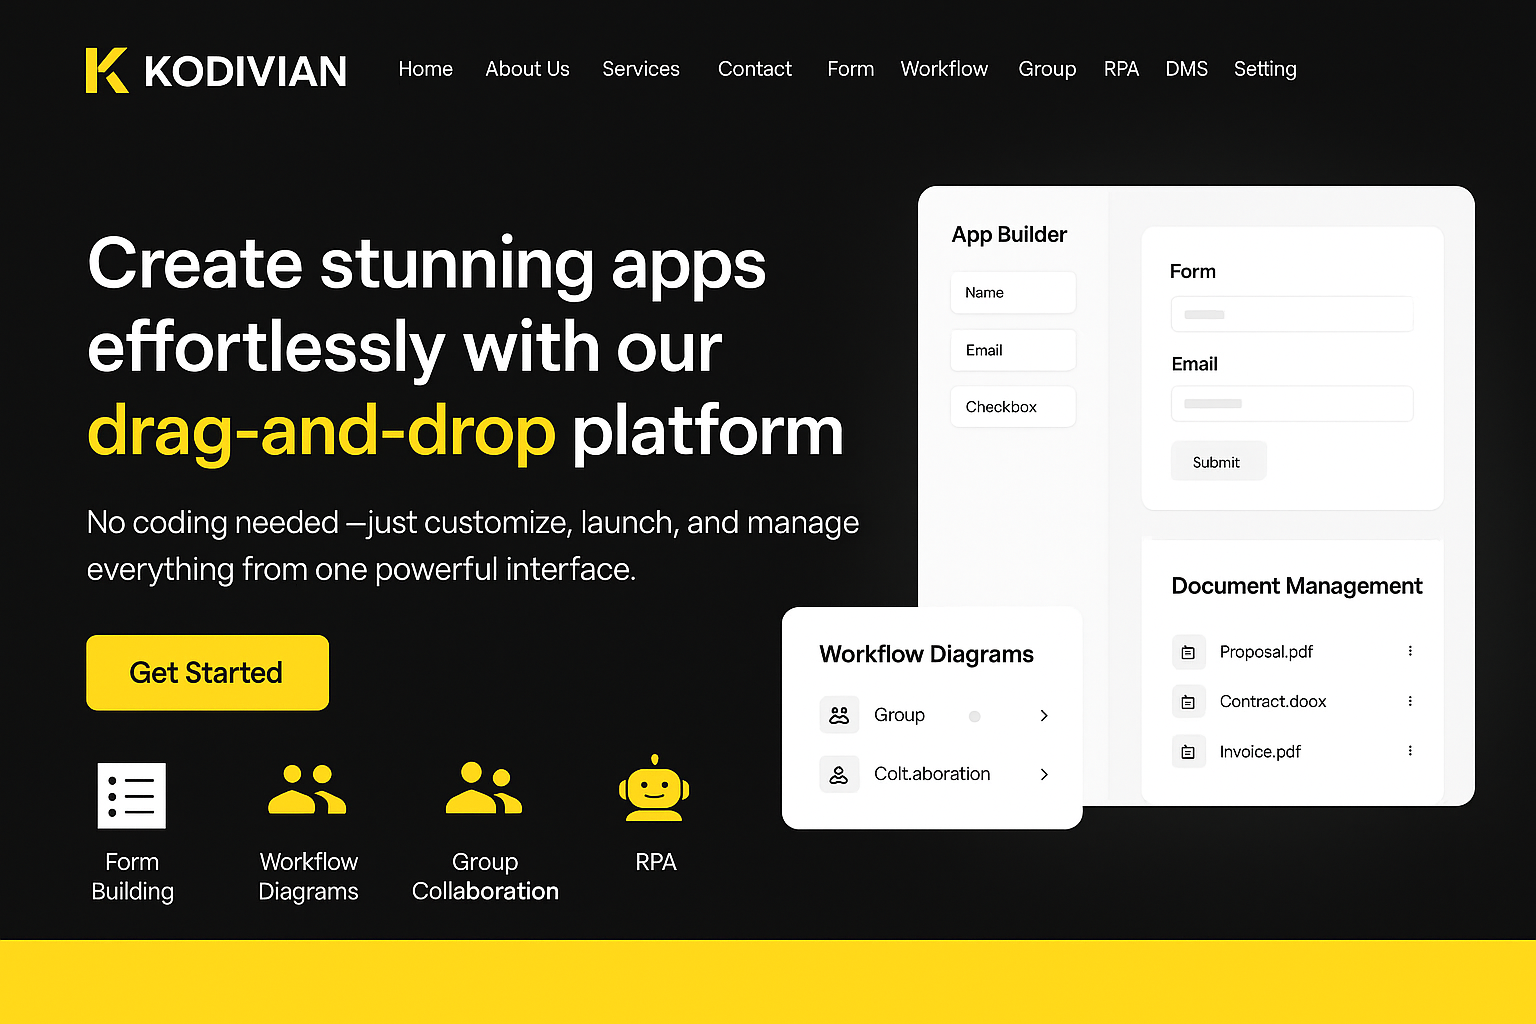 KODIVIAN
Home About Us Services Contact Form Workflow Group RPA DMS Setting
Create stunning apps
effortlessly with our
drag-and-drop platform
No coding needed —just customize, launch, and manage
everything from one powerful interface.
Get Started
Form
Building
Workflow
Diagrams
Group
Collaboration
RPA
App Builder
Name
Email
Checkbox
Form
Email
Submit
Document Management
Proposal.pdf
Contract.doox
Invoice.pdf
Workflow Diagrams
Group
Colt.aboration